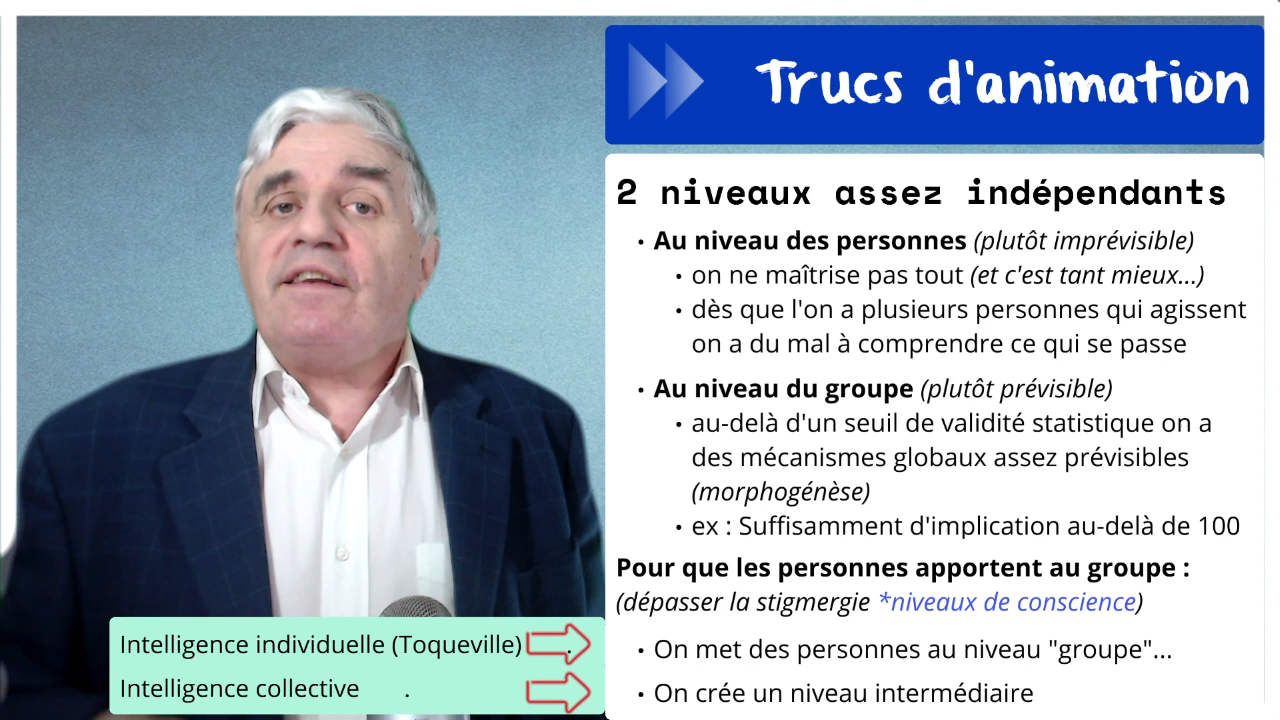 Trucs d'animation
2 niveaux assez indépendants
• Au niveau des personnes (plutôt imprévisible)
• on ne maîtrise pas tout (et c'est tant mieux...)
• dès que l'on a plusieurs personnes qui agissent
on a du mal à comprendre ce qui se passe
• Au niveau du groupe (plutôt prévisible)
• au-delà d'un seuil de validité statistique on a
des mécanismes globaux assez prévisibles
(morphogénèse)
• ex : Suffisamment d'implication au-delà de 100
Pour que les personnes apportent au groupe :
(dépasser la stigmergie *niveaux de conscience)
• On met des personnes au niveau "groupe"...
• On crée un niveau intermédiaire
Intelligence individuelle (Toqueville) .
Intelligence collective .